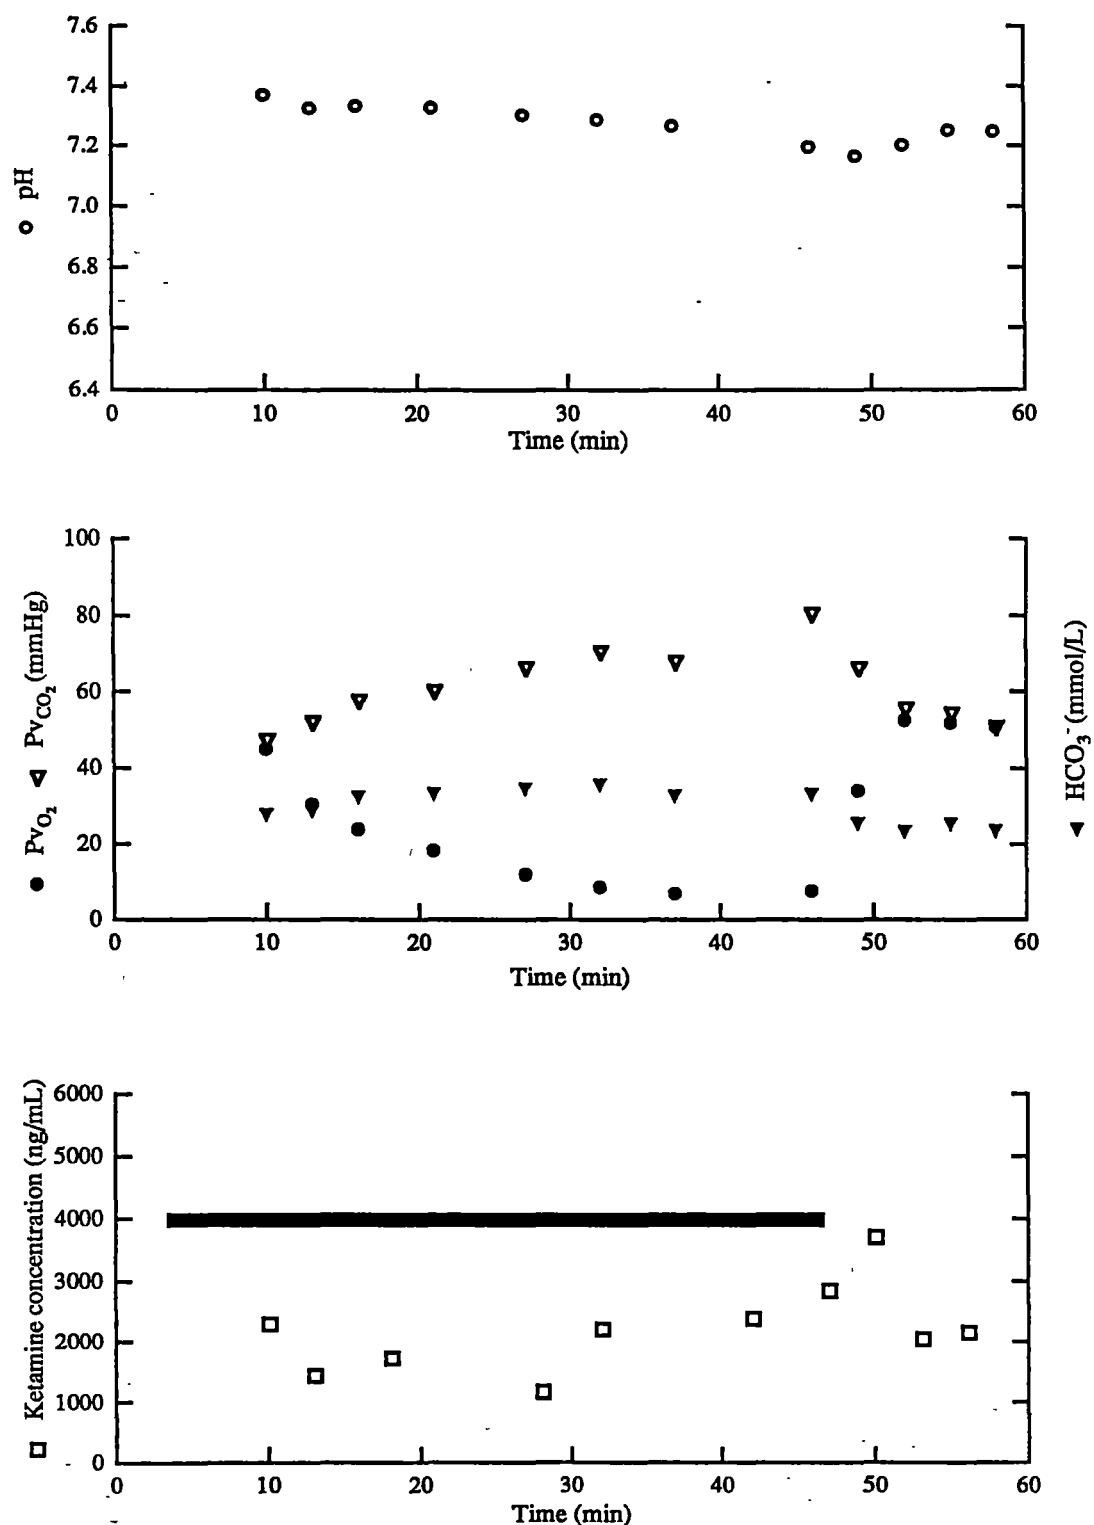 7.6
7.4
7.2
7.0
6.8
6.6
6.4
pH
0 10 20 30 40 50 60
Time (min)
100
80
60
40
20
0
Pv_O2 Pv_CO2 (mmHg)
HCO3^- (mmol/L)
0 10 20 30 40 50 60
Time (min)
6000
5000
4000
3000
2000
1000
0
Ketamine concentration (ng/mL)
0 10 20 30 40 50 60
Time (min)